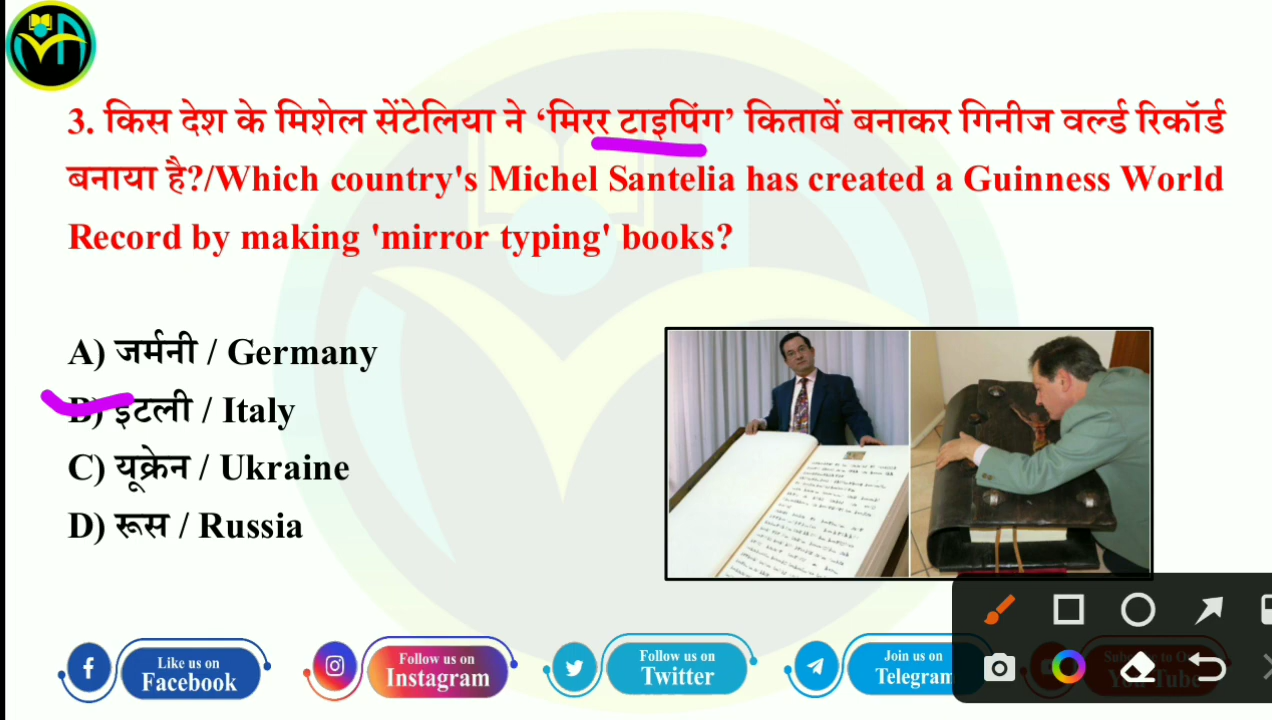 3. किस देश के मिशेल सेंटेलिया ने ‘मिरर टाइपिंग’ किताबें बनाकर गिनीज वर्ल्ड रिकॉर्ड
बनाया है?/Which country's Michel Santelia has created a Guinness World
Record by making 'mirror typing' books?
A) जर्मनी / Germany
B) इटली / Italy
C) यूक्रेन / Ukraine
D) रूस / Russia
Like us on
Facebook
Follow us on
Instagram
Follow us on
Twitter
Join us on
Telegram